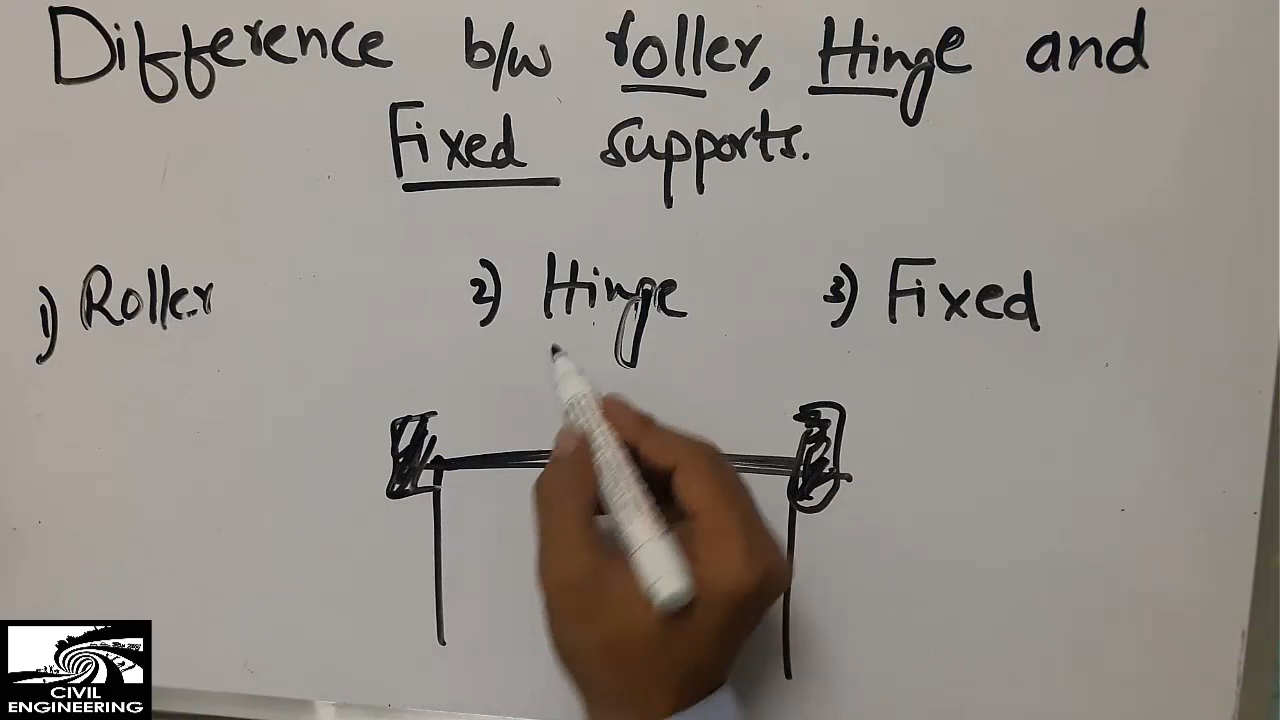 Difference b/w roller, Hinge and
Fixed supports.
1) Roller
2) Hinge
3) Fixed
CIVIL
ENGINEERING